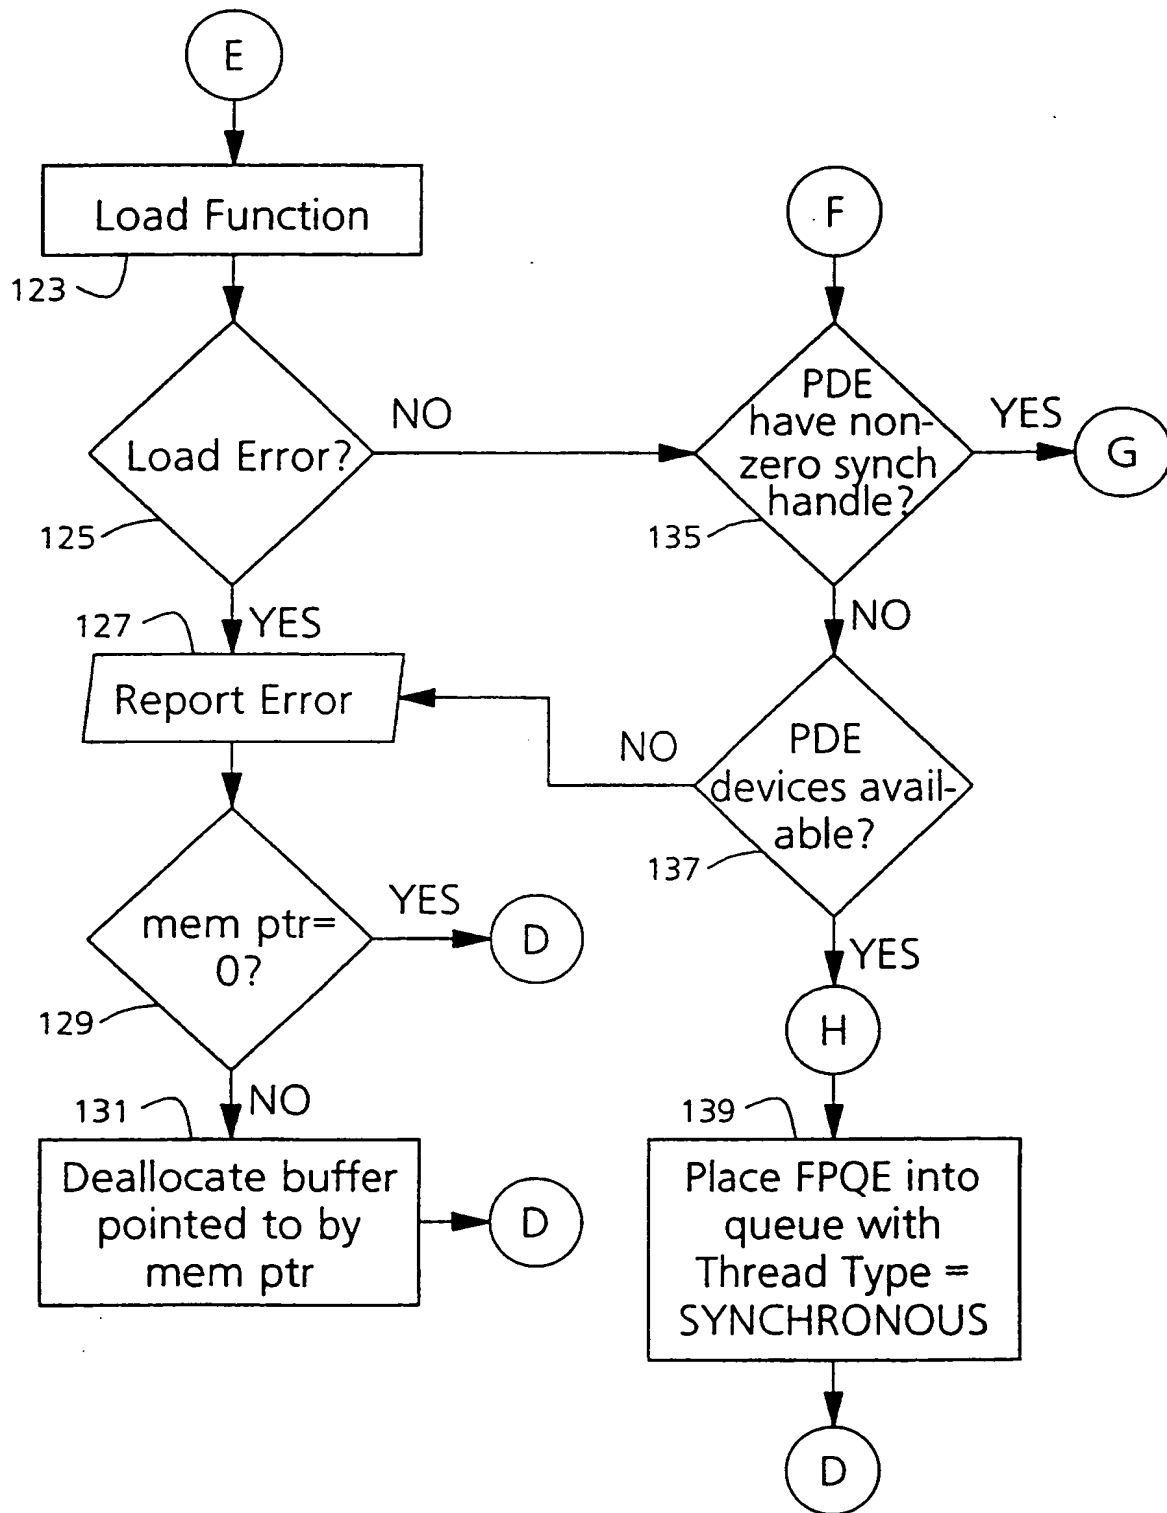 E
Load Function
123
Load Error?
125
NO
YES
127
Report Error
mem ptr=
0?
129
YES
D
NO
131
Deallocate buffer
pointed to by
mem ptr
D
F
PDE
have non-
zero synch
handle?
135
YES
G
NO
PDE
devices avail-
able?
137
NO
YES
H
139
Place FPQE into
queue with
Thread Type =
SYNCHRONOUS
D